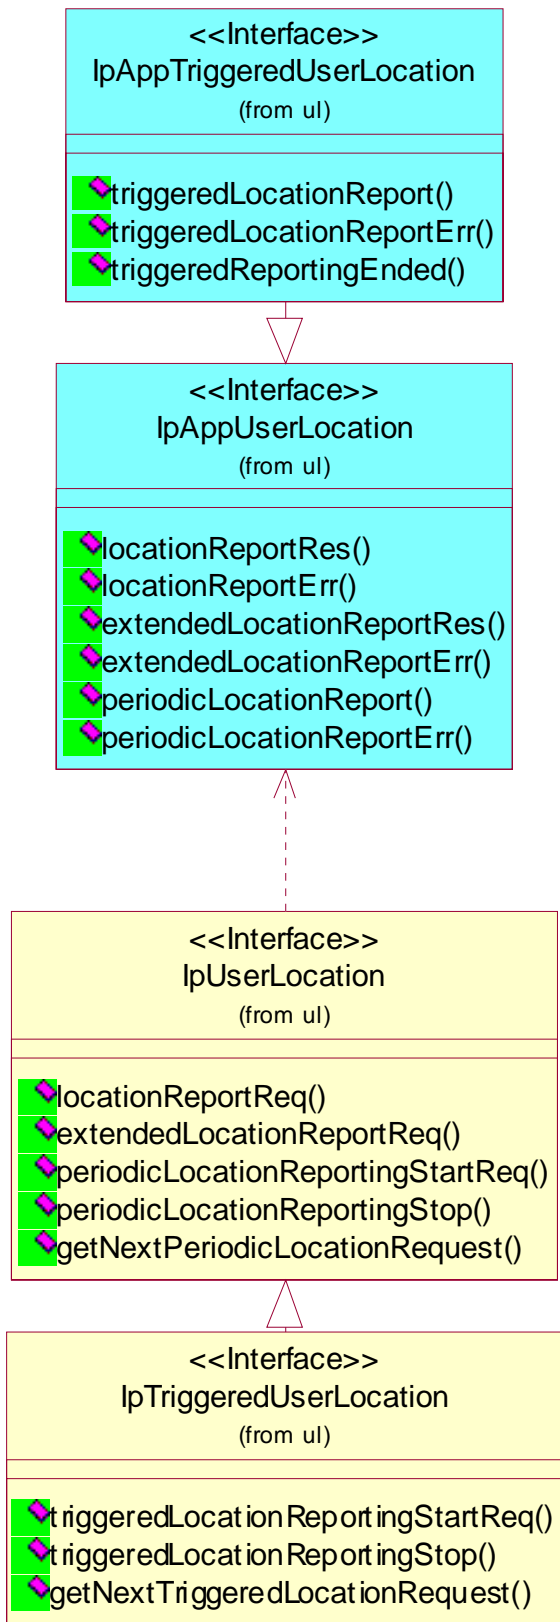 <<Interface>>
IpAppTriggeredUserLocation
(from ul)
triggeredLocationReport()
triggeredLocationReportErr()
triggeredReportingEnded()
<<Interface>>
IpAppUserLocation
(from ul)
locationReportRes()
locationReportErr()
extendedLocationReportRes()
extendedLocationReportErr()
periodicLocationReport()
periodicLocationReportErr()
<<Interface>>
IpUserLocation
(from ul)
locationReportReq()
extendedLocationReportReq()
periodicLocationReportingStartReq()
periodicLocationReportingStop()
getNextPeriodicLocationRequest()
<<Interface>>
IpTriggeredUserLocation
(from ul)
triggeredLocationReportingStartReq()
triggeredLocationReportingStop()
getNextTriggeredLocationRequest()